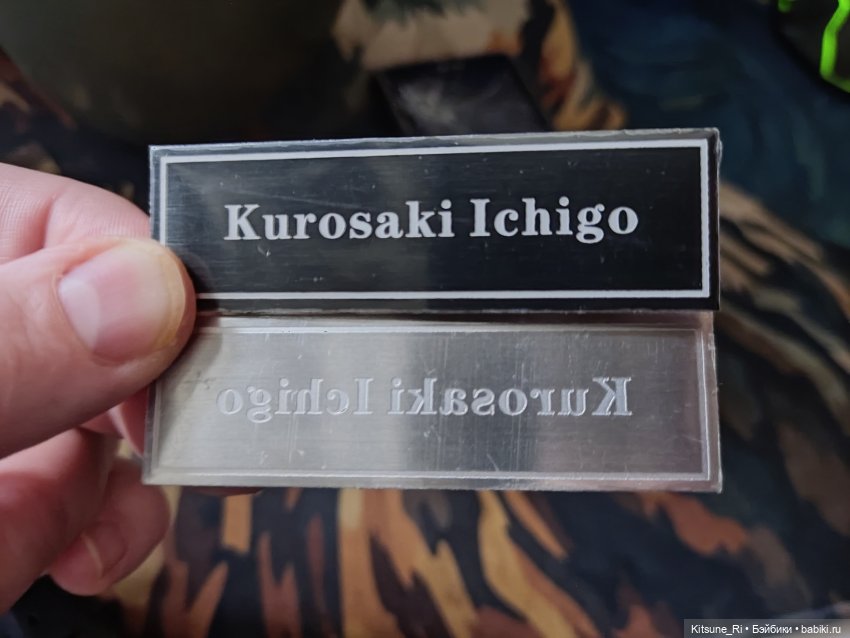 Kurosaki Ichigo
Kurosaki Ichigo
Kitsune_Ri • Бэйбики • babiki.ru